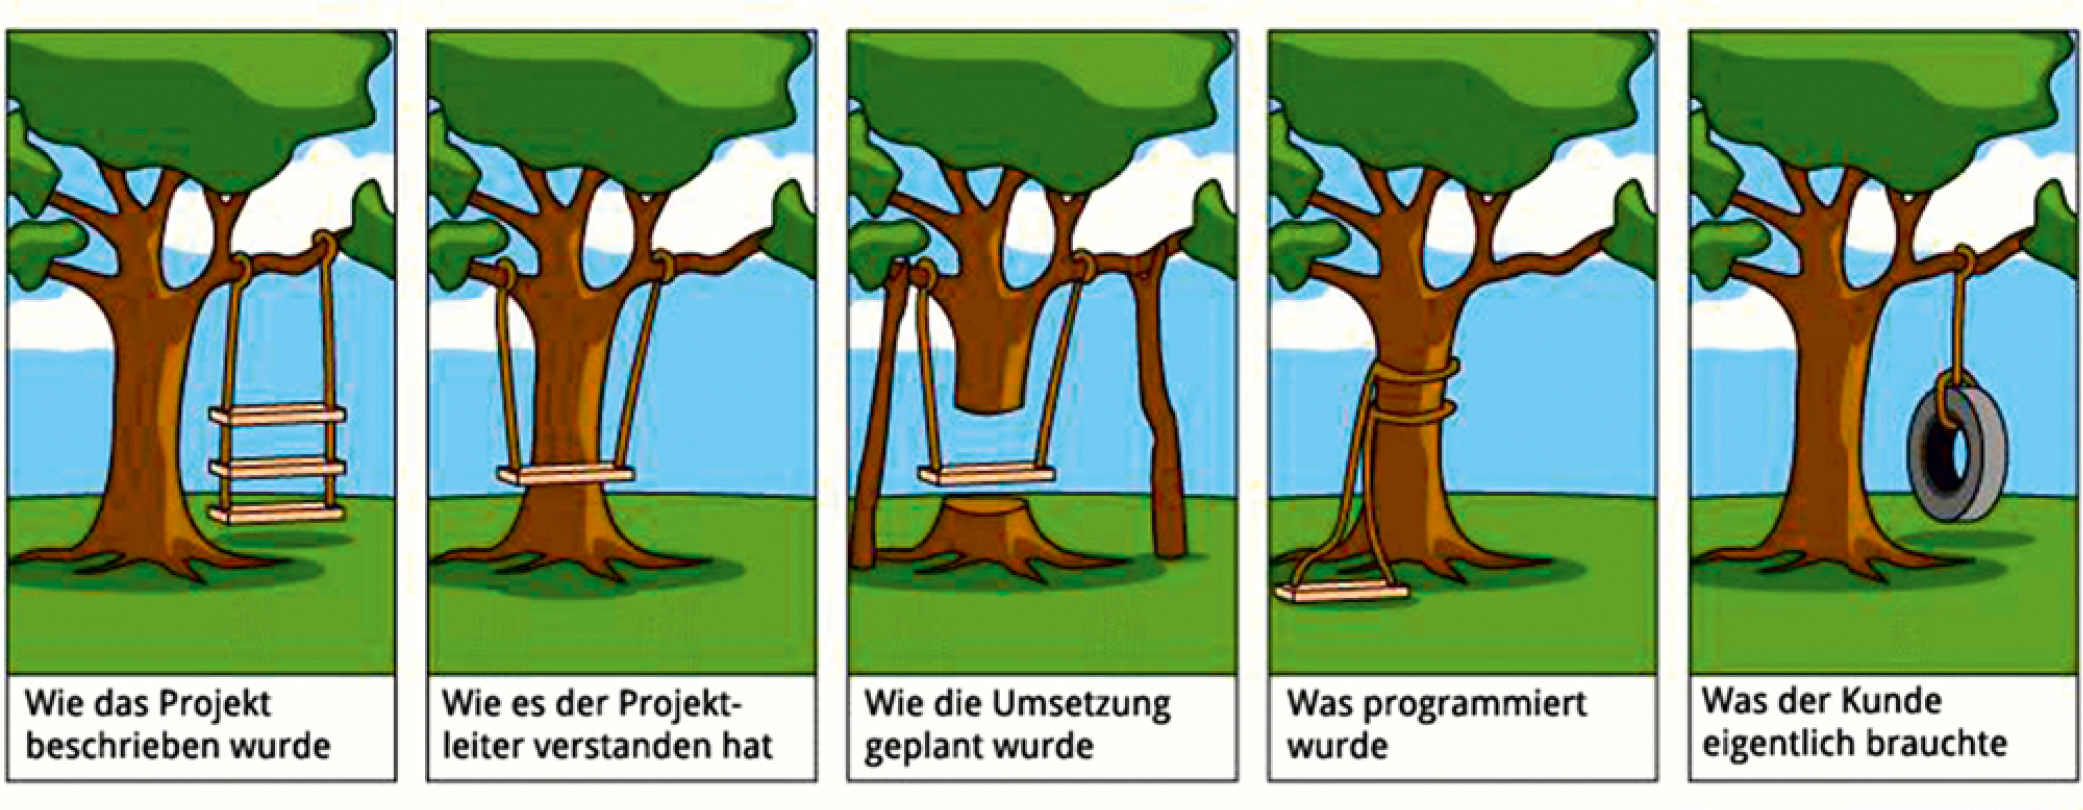 Wie das Projekt
beschrieben wurde
Wie es der Projekt-
leiter verstanden hat
Wie die Umsetzung
geplant wurde
Was programmiert
wurde
Was der Kunde
eigentlich brauchte